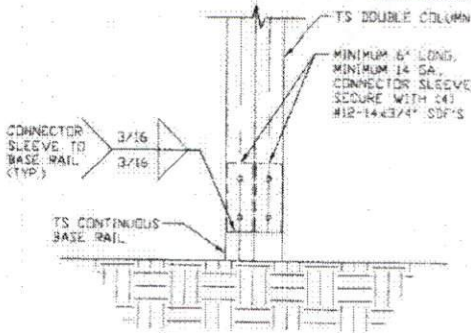 TS DOUBLE COLUMN
MINIMUM 6" LONG,
MINIMUM 14 GA.
CONNECTOR SLEEVE
SECURE WITH (4)
#12-14x3/4" SDF'S
CONNECTOR
SLEEVE TO
BASE RAIL
(TYP.)
3/16
3/16
TS CONTINUOUS
BASE RAIL